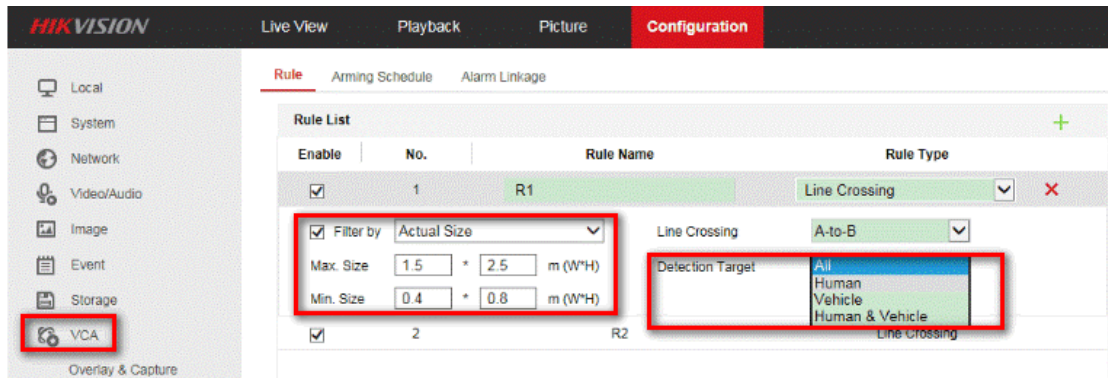 HIKVISION Live View Playback Picture Configuration
Rule Arming Schedule Alarm Linkage
Local
System
Network
Video/Audio
Image
Event
Storage
VCA
Overlay & Capture
Rule List +
Enable No. Rule Name Rule Type
1 R1 Line Crossing
Filter by Actual Size Line Crossing A-to-B
Max. Size 1.5 * 2.5 m (W*H) Detection Target All
Human
Min. Size 0.4 * 0.8 m (W*H) Vehicle
Human & Vehicle
2 R2 Line Crossing